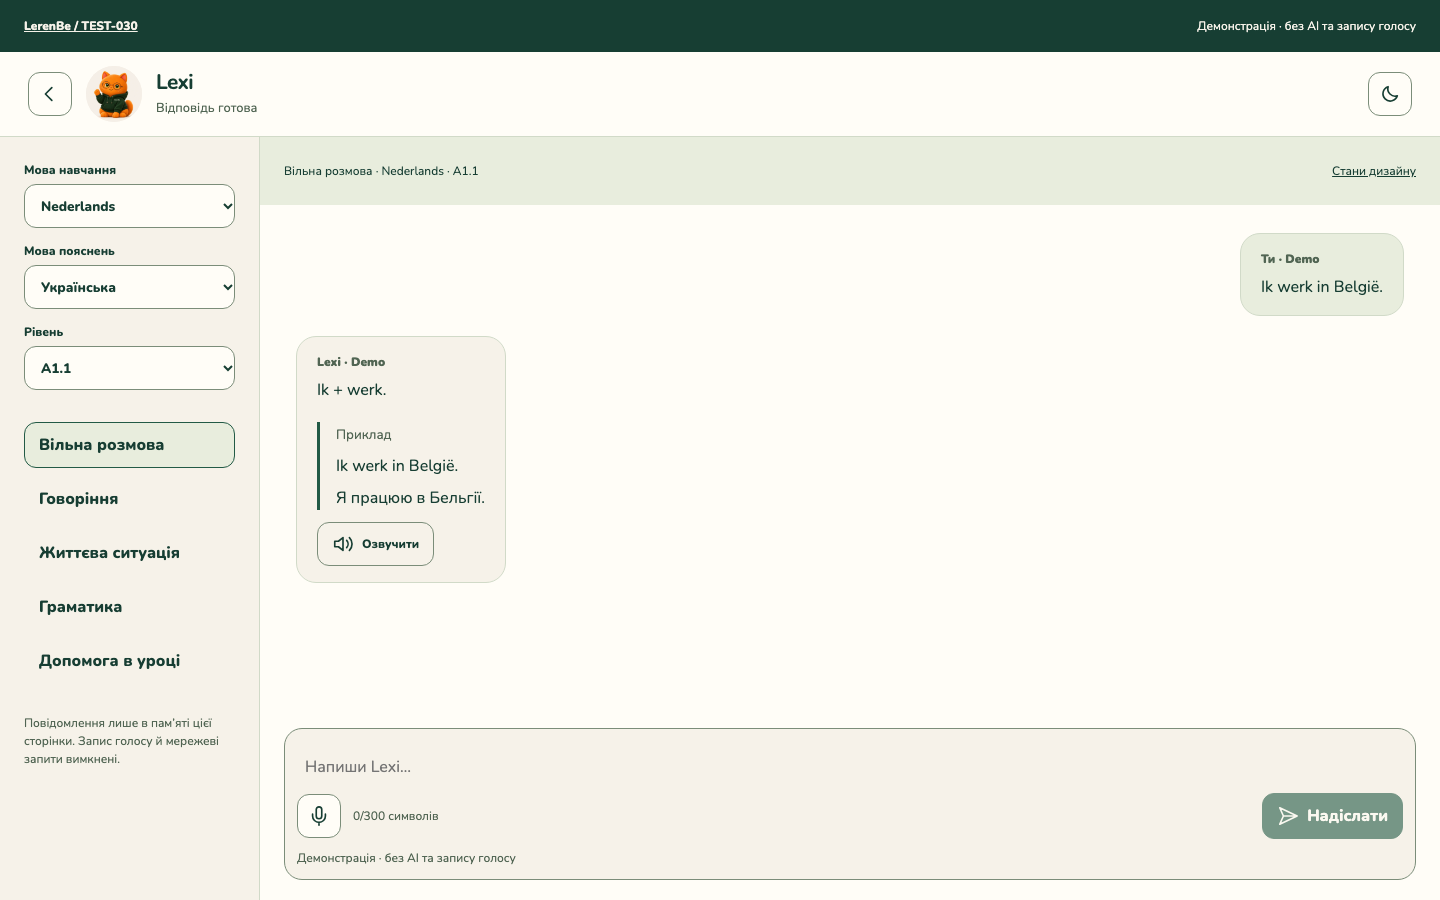 LerenBe / TEST-030
Демонстрація · без AI та запису голосу
Lexi
Відповідь готова
Мова навчання
Nederlands
Мова пояснень
Українська
Рівень
A1.1
Вільна розмова
Говоріння
Життєва ситуація
Граматика
Допомога в уроці
Повідомлення лише в пам'яті цієї
сторінки. Запис голосу й мережеві
запити вимкнені.
Вільна розмова · Nederlands · A1.1
Стани дизайну
Ти · Demo
Ik werk in België.
Lexi · Demo
Ik + werk.
Приклад
Ik werk in België.
Я працюю в Бельгії.
Озвучити
Напиши Lexi...
0/300 символів
Надіслати
Демонстрація · без AI та запису голосу